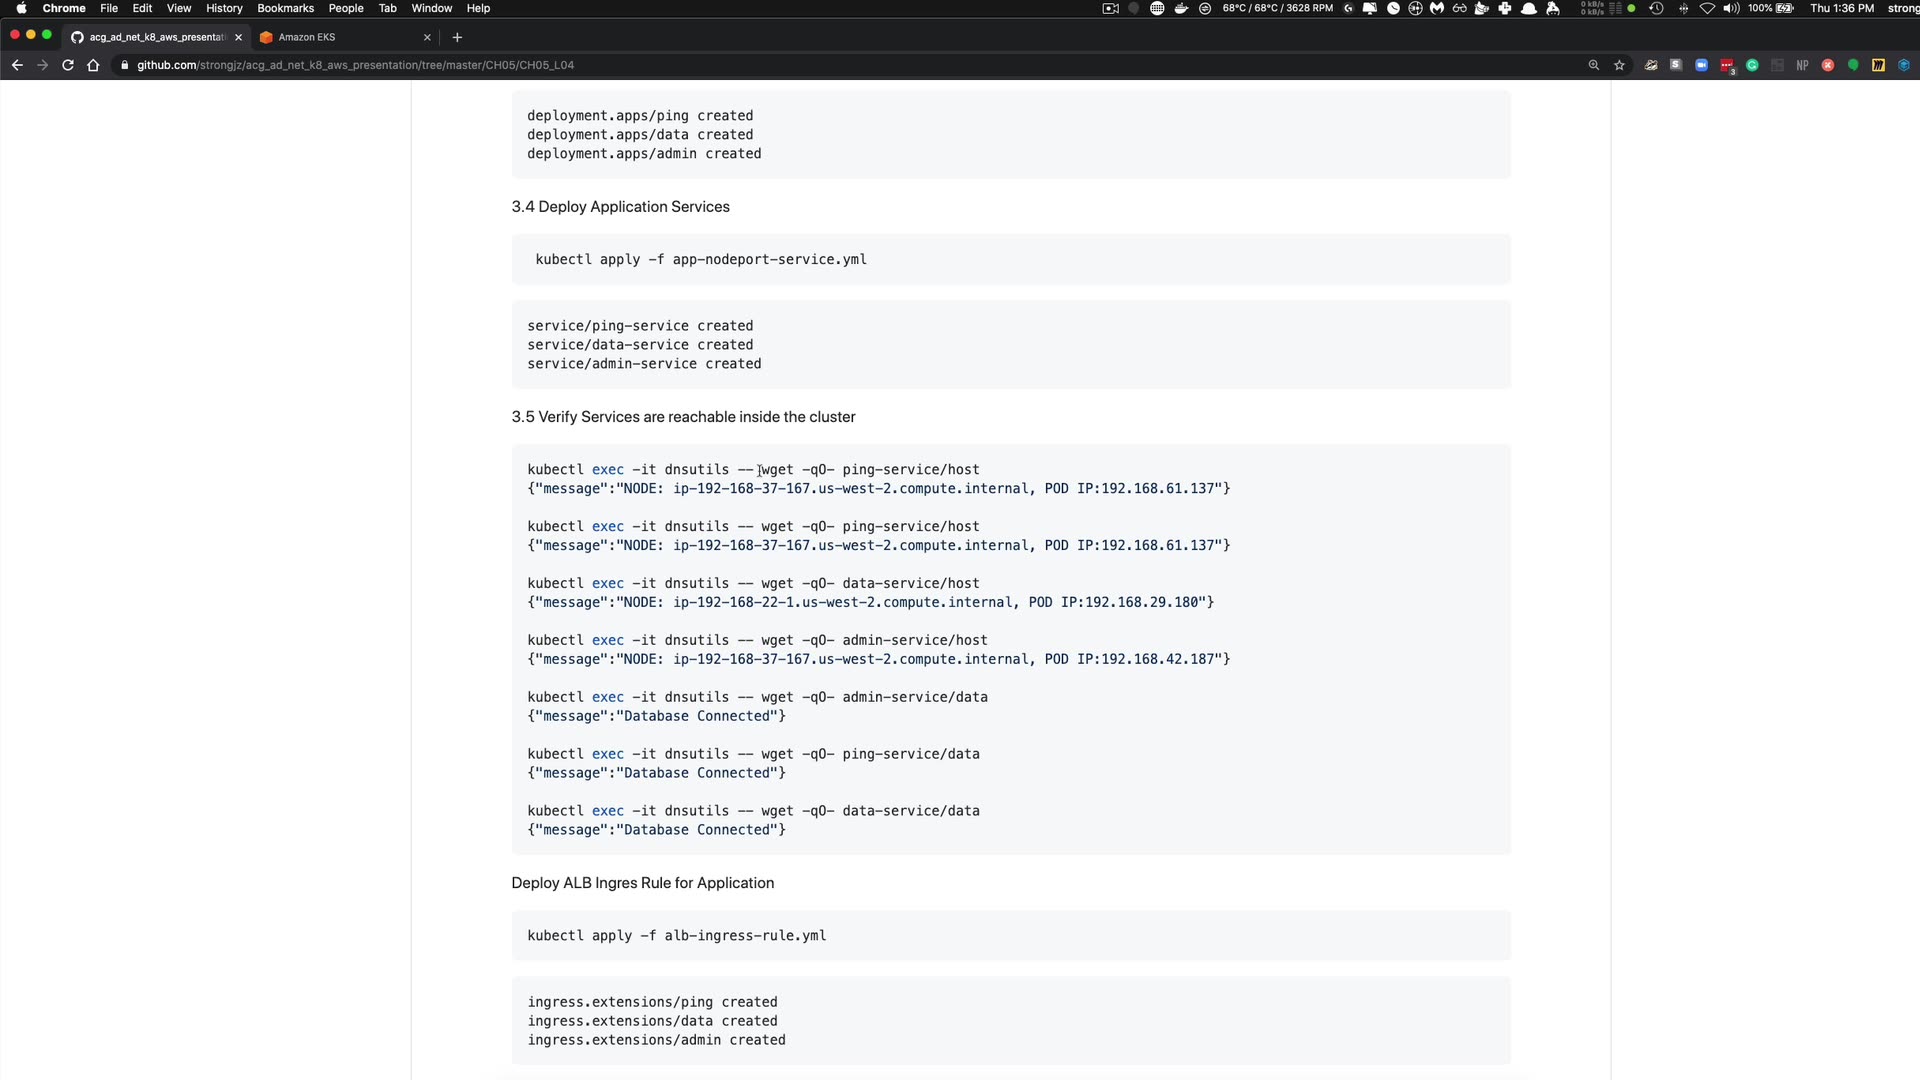 Chrome File Edit View History Bookmarks People Tab Window Help 68°C / 68°C / 3628 RPM 0 kB/s 0 kB/s 100% Thu 1:36 PM strong
acg_ad_net_k8_aws_presentati Amazon EKS
github.com/strongjz/acg_ad_net_k8_aws_presentation/tree/master/CH05/CH05_L04 3 NP
deployment.apps/ping created
deployment.apps/data created
deployment.apps/admin created
3.4 Deploy Application Services
kubectl apply -f app-nodeport-service.yml
service/ping-service created
service/data-service created
service/admin-service created
3.5 Verify Services are reachable inside the cluster
kubectl exec -it dnsutils -- wget -qO- ping-service/host
{"message":"NODE: ip-192-168-37-167.us-west-2.compute.internal, POD IP:192.168.61.137"}
kubectl exec -it dnsutils -- wget -qO- ping-service/host
{"message":"NODE: ip-192-168-37-167.us-west-2.compute.internal, POD IP:192.168.61.137"}
kubectl exec -it dnsutils -- wget -qO- data-service/host
{"message":"NODE: ip-192-168-22-1.us-west-2.compute.internal, POD IP:192.168.29.180"}
kubectl exec -it dnsutils -- wget -qO- admin-service/host
{"message":"NODE: ip-192-168-37-167.us-west-2.compute.internal, POD IP:192.168.42.187"}
kubectl exec -it dnsutils -- wget -qO- admin-service/data
{"message":"Database Connected"}
kubectl exec -it dnsutils -- wget -qO- ping-service/data
{"message":"Database Connected"}
kubectl exec -it dnsutils -- wget -qO- data-service/data
{"message":"Database Connected"}
Deploy ALB Ingres Rule for Application
kubectl apply -f alb-ingress-rule.yml
ingress.extensions/ping created
ingress.extensions/data created
ingress.extensions/admin created